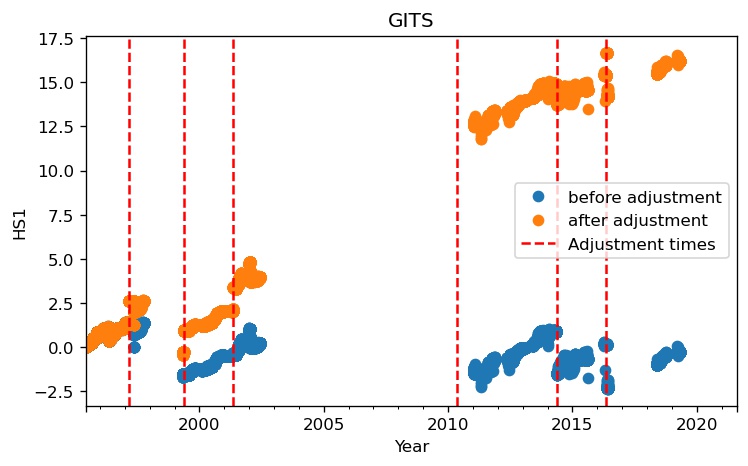 GITS
17.5
15.0
12.5
10.0
7.5
5.0
2.5
0.0
−2.5
HS1
before adjustment
after adjustment
Adjustment times
2000
2005
2010
2015
2020
Year